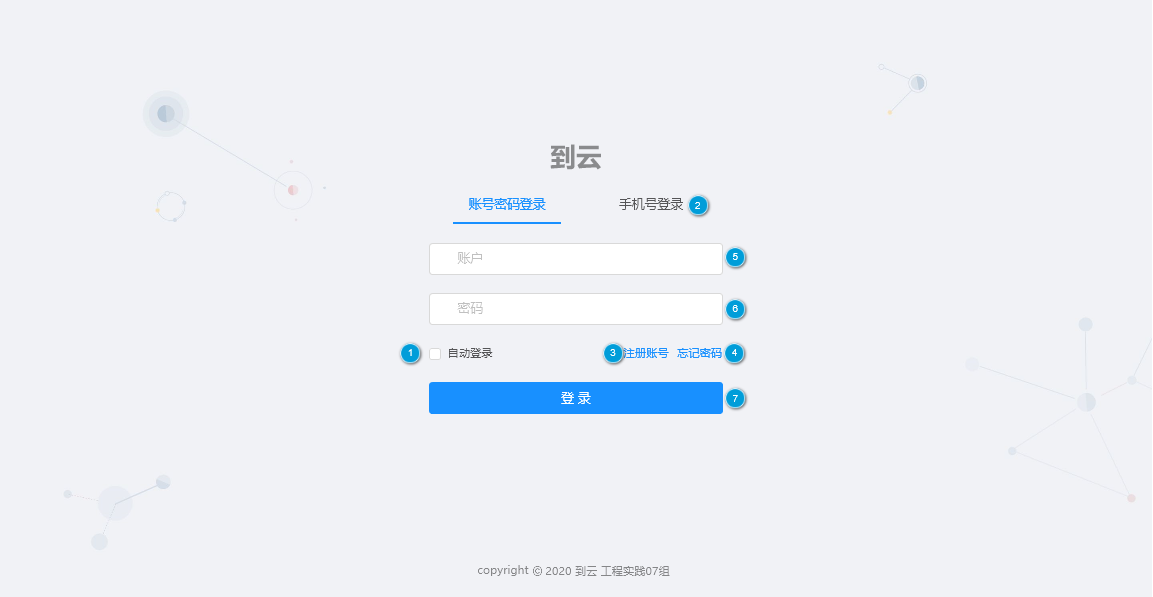 到云
账号密码登录 手机号登录 2
账户 5
密码 6
1 自动登录 3 注册账号 忘记密码 4
登 录 7
copyright © 2020 到云 工程实践07组